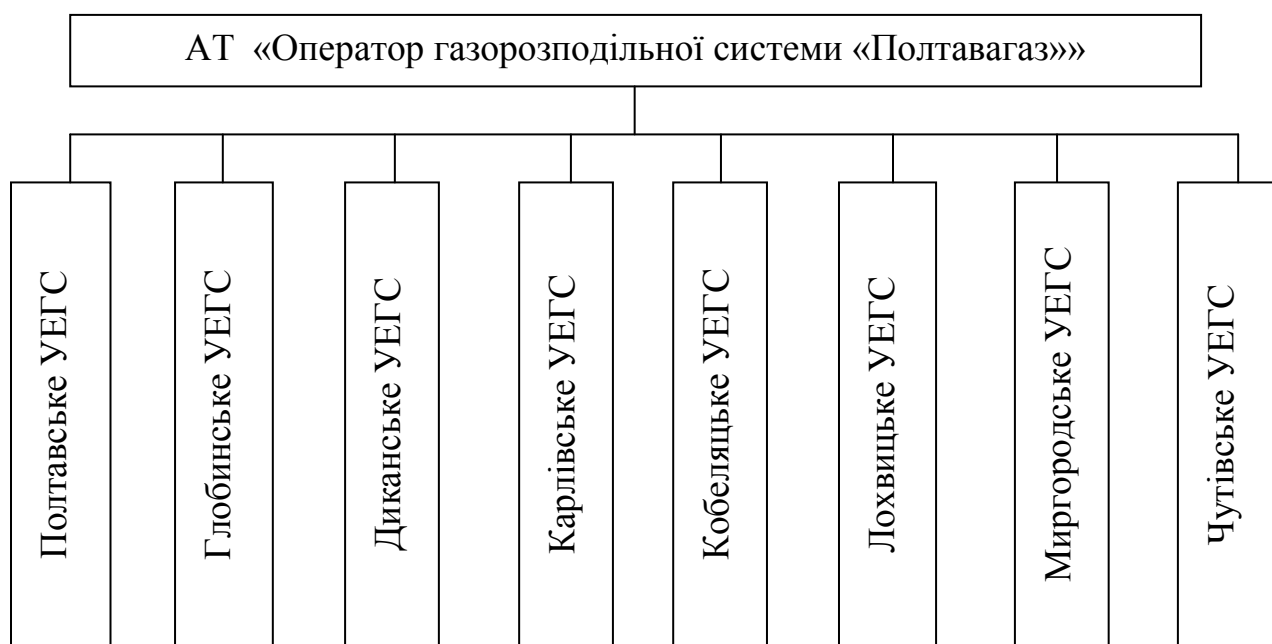 АТ «Оператор газорозподільної системи «Полтавагаз»»
Полтавське УЕГС
Глобинське УЕГС
Диканське УЕГС
Карлівське УЕГС
Кобеляцьке УЕГС
Лохвицьке УЕГС
Миргородське УЕГС
Чутівське УЕГС